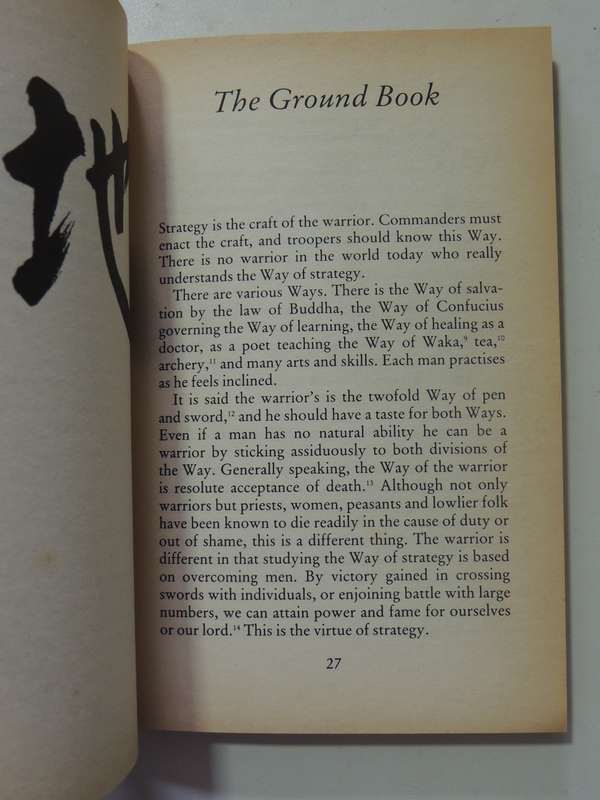 地
The Ground Book
Strategy is the craft of the warrior. Commanders must
enact the craft, and troopers should know this Way.
There is no warrior in the world today who really
understands the Way of strategy.
There are various Ways. There is the Way of salva-
tion by the law of Buddha, the Way of Confucius
governing the Way of learning, the Way of healing as a
doctor, as a poet teaching the Way of Waka,⁹ tea,¹⁰
archery,¹¹ and many arts and skills. Each man practises
as he feels inclined.
It is said the warrior's is the twofold Way of pen
and sword,¹² and he should have a taste for both Ways.
Even if a man has no natural ability he can be a
warrior by sticking assiduously to both divisions of
the Way. Generally speaking, the Way of the warrior
is resolute acceptance of death.¹³ Although not only
warriors but priests, women, peasants and lowlier folk
have been known to die readily in the cause of duty or
out of shame, this is a different thing. The warrior is
different in that studying the Way of strategy is based
on overcoming men. By victory gained in crossing
swords with individuals, or enjoining battle with large
numbers, we can attain power and fame for ourselves
or our lord.¹⁴ This is the virtue of strategy.
27